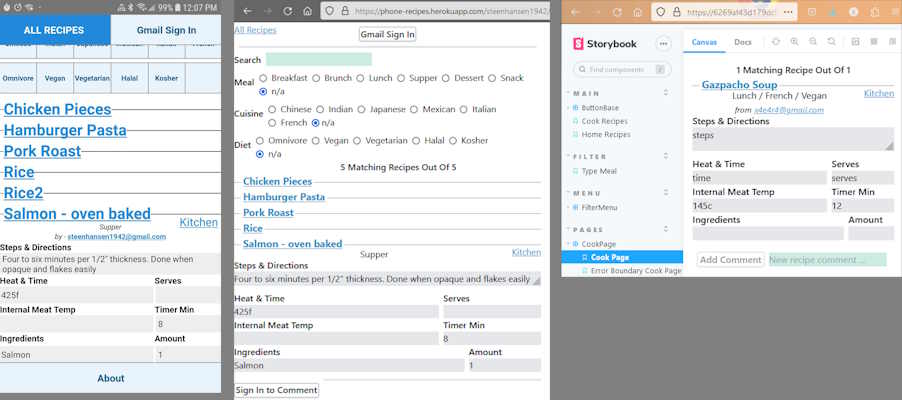 99% 12:07 PM
ALL RECIPES
Gmail Sign In
Omnivore
Vegan
Vegetarian
Halal
Kosher
Chicken Pieces
Hamburger Pasta
Pork Roast
Rice
Rice2
Salmon - oven baked
Kitchen
Supper
by - steenhansen1942@gmail.com
Steps & Directions
Four to six minutes per 1/2" thickness. Done when
opaque and flakes easily
Heat & Time
Serves
425f
Internal Meat Temp
Timer Min
8
Ingredients
Amount
Salmon
1
About
https://phone-recipes.herokuapp.com/steenhansen1942/
All Recipes
Gmail Sign In
Search
Meal
Breakfast
Brunch
Lunch
Supper
Dessert
Snack
n/a
Cuisine
Chinese
Indian
Japanese
Mexican
Italian
French
n/a
Diet
Omnivore
Vegan
Vegetarian
Halal
Kosher
n/a
5 Matching Recipes Out Of 5
Chicken Pieces
Hamburger Pasta
Pork Roast
Rice
Salmon - oven baked
Supper
Kitchen
Steps & Directions
Four to six minutes per 1/2" thickness. Done when opaque and flakes easily
Heat & Time
Serves
425f
Internal Meat Temp
Timer Min
8
Ingredients
Amount
Salmon
1
Sign In to Comment
Storybook
Find components
/
MAIN
ButtonBase
Cook Recipes
Home Recipes
FILTER
Type Meal
MENU
FilterMenu
PAGES
CookPage
Cook Page
Error Boundary Cook Page
Canvas
Docs
1 Matching Recipe Out Of 1
Gazpacho Soup
Lunch / French / Vegan
Kitchen
from x4e4r4@gmail.com
Steps & Directions
steps
Heat & Time
Serves
time
serves
Internal Meat Temp
Timer Min
145c
12
Ingredients
Amount
Add Comment
New recipe comment ...